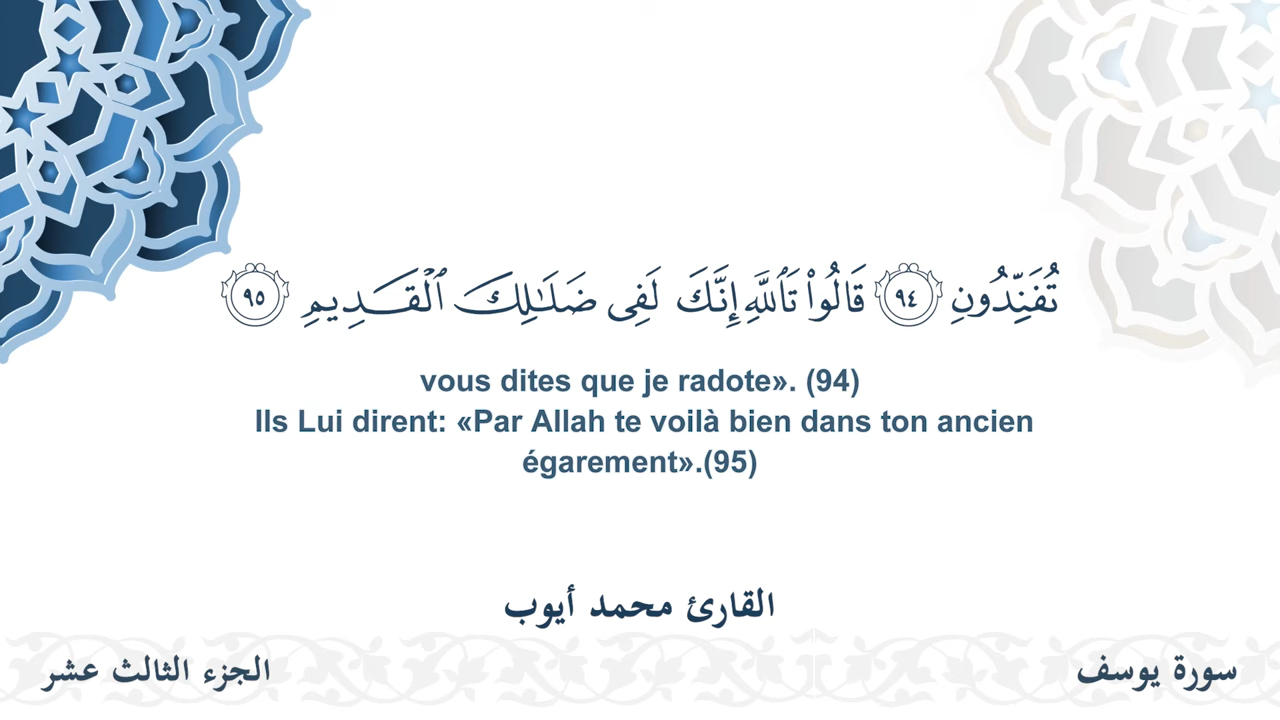 تُفَنِّدُونِ ٩٤ قَالُوا۟ تَٱللَّهِ إِنَّكَ لَفِى ضَلَـٰلِكَ ٱلْقَدِيمِ ٩٥
vous dites que je radote». (94)
Ils Lui dirent: «Par Allah te voilà bien dans ton ancien
égarement».(95)
القارئ محمد أيوب
سورة يوسف
الجزء الثالث عشر